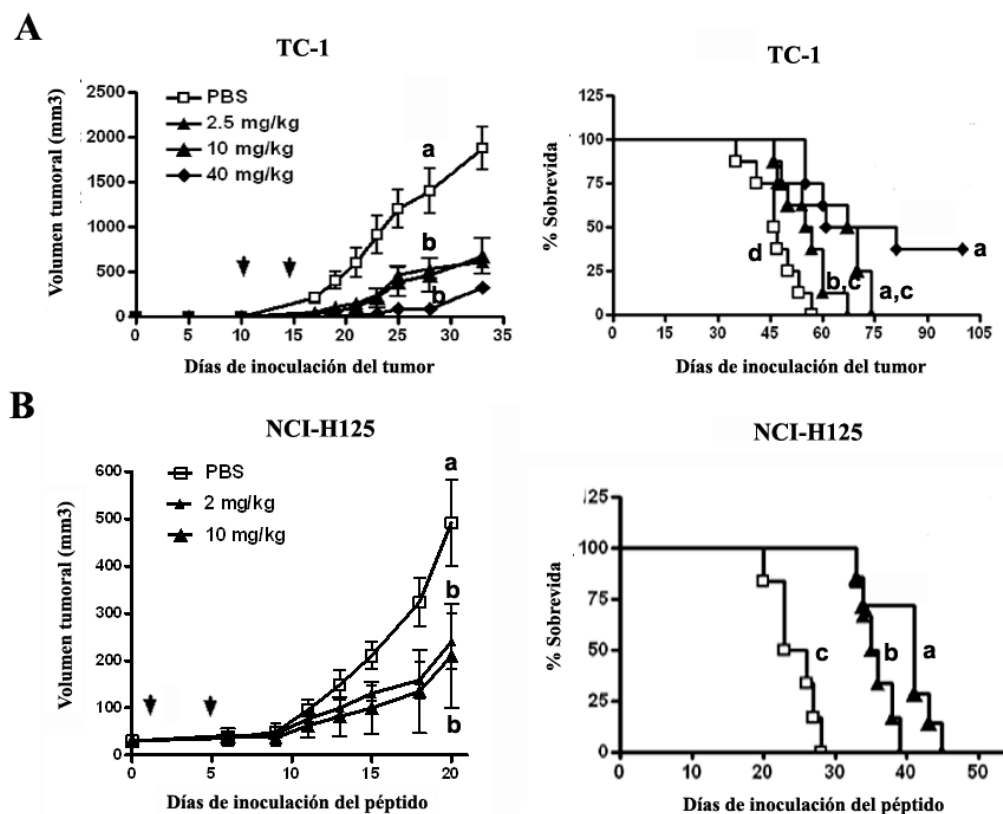 A
TC-1
Volumen tumoral (mm3)
2500
2000
1500
1000
500
0
PBS
2.5 mg/kg
10 mg/kg
40 mg/kg
a
b
b
0 5 10 15 20 25 30 35
Días de inoculación del tumor
TC-1
% Sobrevida
125
100
75
50
25
0
d
b,c
a,c
a
0 15 30 45 60 75 90 105
Días de inoculación del tumor
B
NCI-H125
Volumen tumoral (mm3)
600
500
400
300
200
100
0
PBS
2 mg/kg
10 mg/kg
a
b
b
0 5 10 15 20
Días de inoculación del péptido
NCI-H125
% Sobrevida
125
100
75
50
25
0
c
b
a
0 20 30 40 50
Días de inoculación del péptido